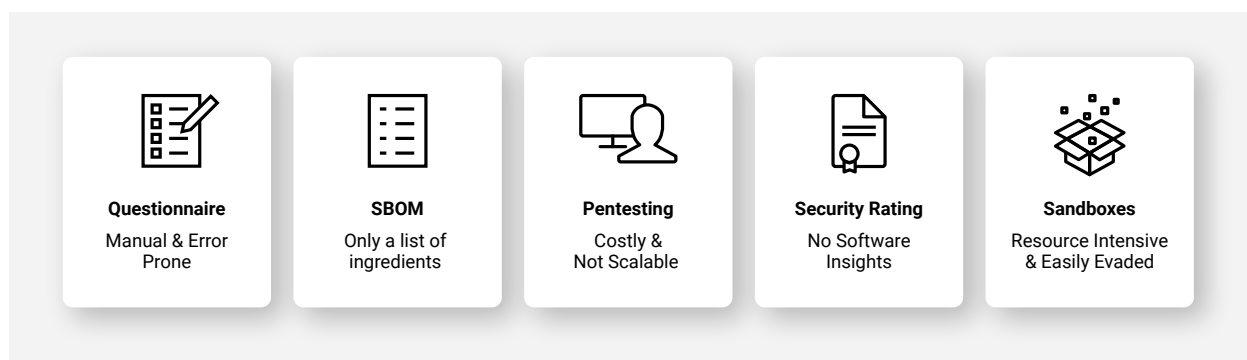 Questionnaire
Manual & Error
Prone
SBOM
Only a list of
ingredients
Pentesting
Costly &
Not Scalable
Security Rating
No Software
Insights
Sandboxes
Resource Intensive
& Easily Evaded